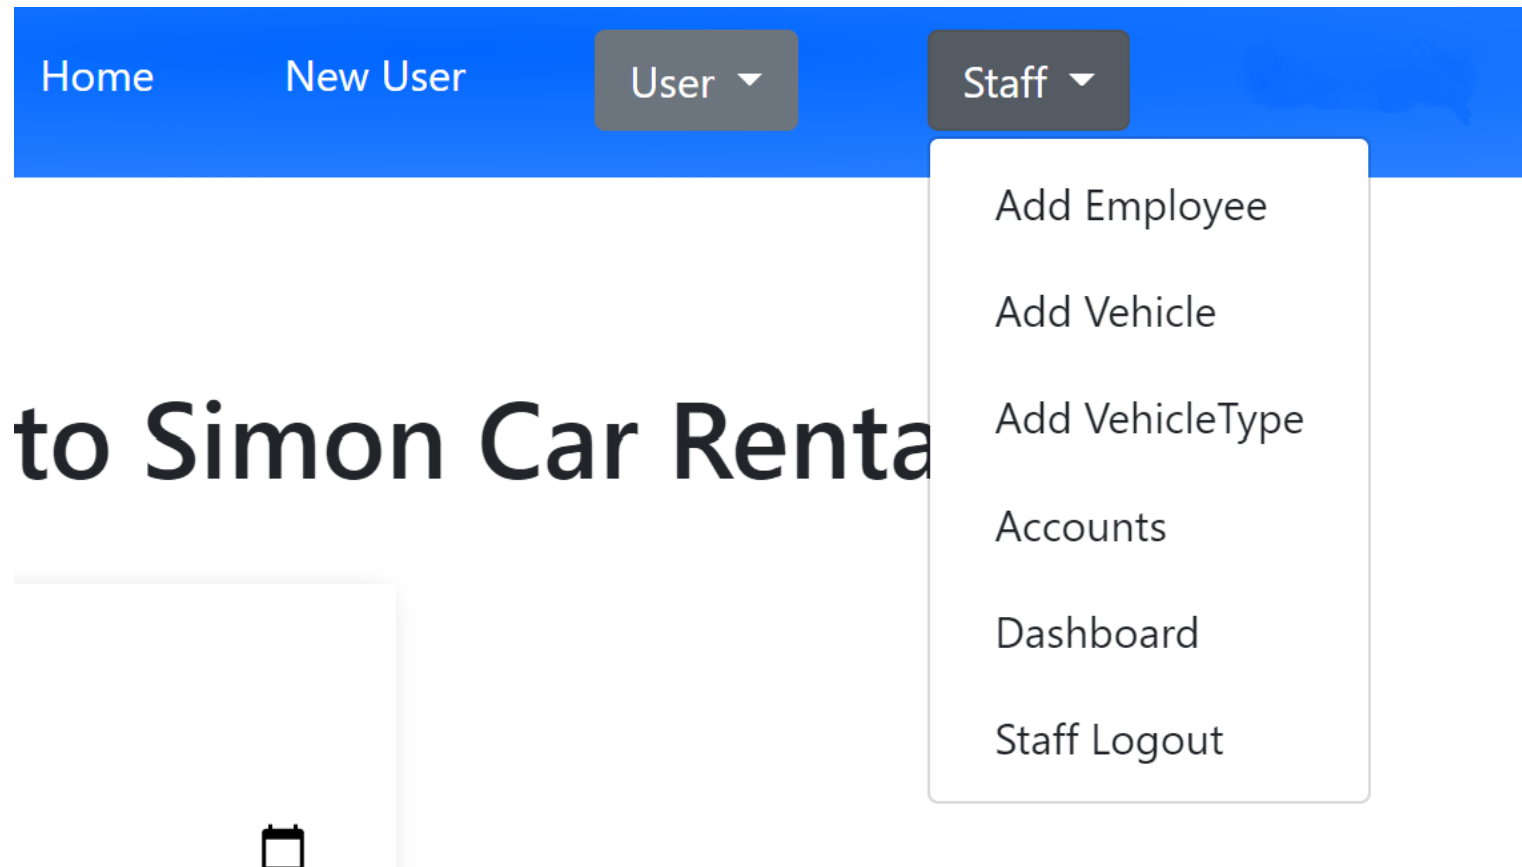 Home New User User Staff
Add Employee
Add Vehicle
Add VehicleType
to Simon Car Renta
Accounts
Dashboard
Staff Logout